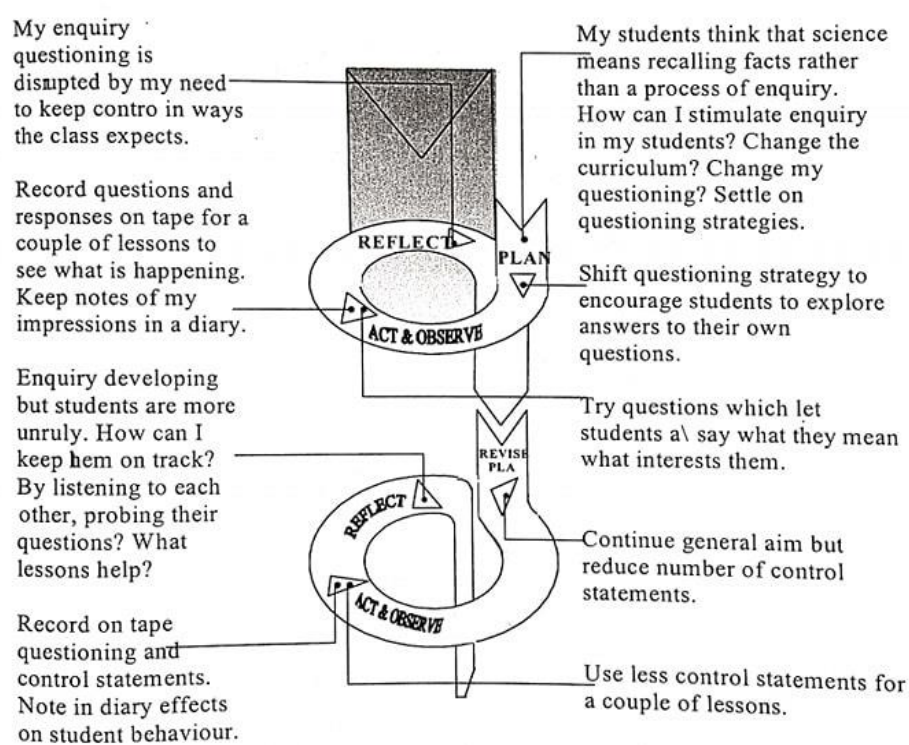 My enquiry
questioning is
disrupted by my need
to keep contro in ways
the class expects.
Record questions and
responses on tape for a
couple of lessons to
see what is happening.
Keep notes of my
impressions in a diary.
Enquiry developing
but students are more
unruly. How can I
keep hem on track?
By listening to each
other, probing their
questions? What
lessons help?
Record on tape
questioning and
control statements.
Note in diary effects
on student behaviour.
REFLECT
PLAN
ACT & OBSERVE
REVISE
PLA
REFLECT
ACT & OBSERVE
My students think that science
means recalling facts rather
than a process of enquiry.
How can I stimulate enquiry
in my students? Change the
curriculum? Change my
questioning? Settle on
questioning strategies.
Shift questioning strategy to
encourage students to explore
answers to their own
questions.
Try questions which let
students a\ say what they mean
what interests them.
Continue general aim but
reduce number of control
statements.
Use less control statements for
a couple of lessons.